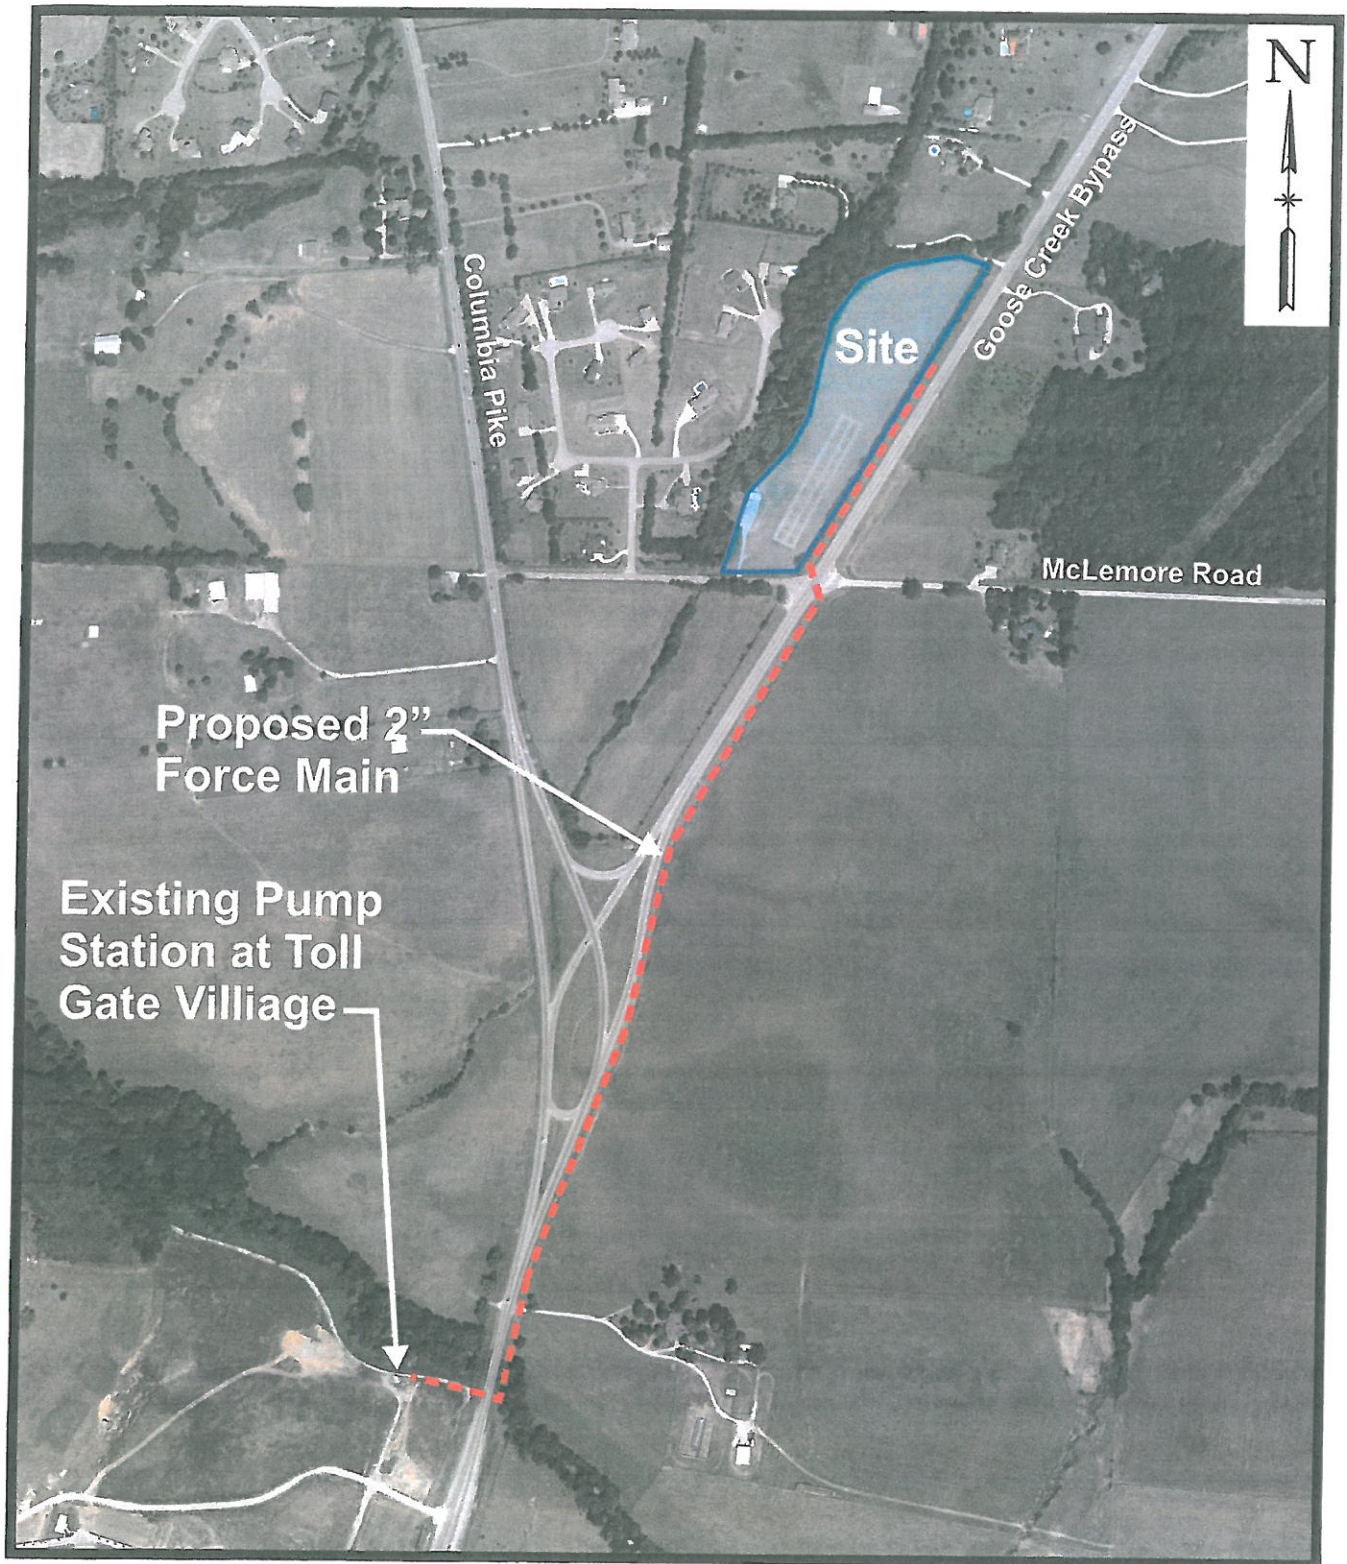 N
Goose Creek Bypass
Columbia Pike
Site
McLemore Road
Proposed 2”
Force Main
Existing Pump
Station at Toll
Gate Villiage